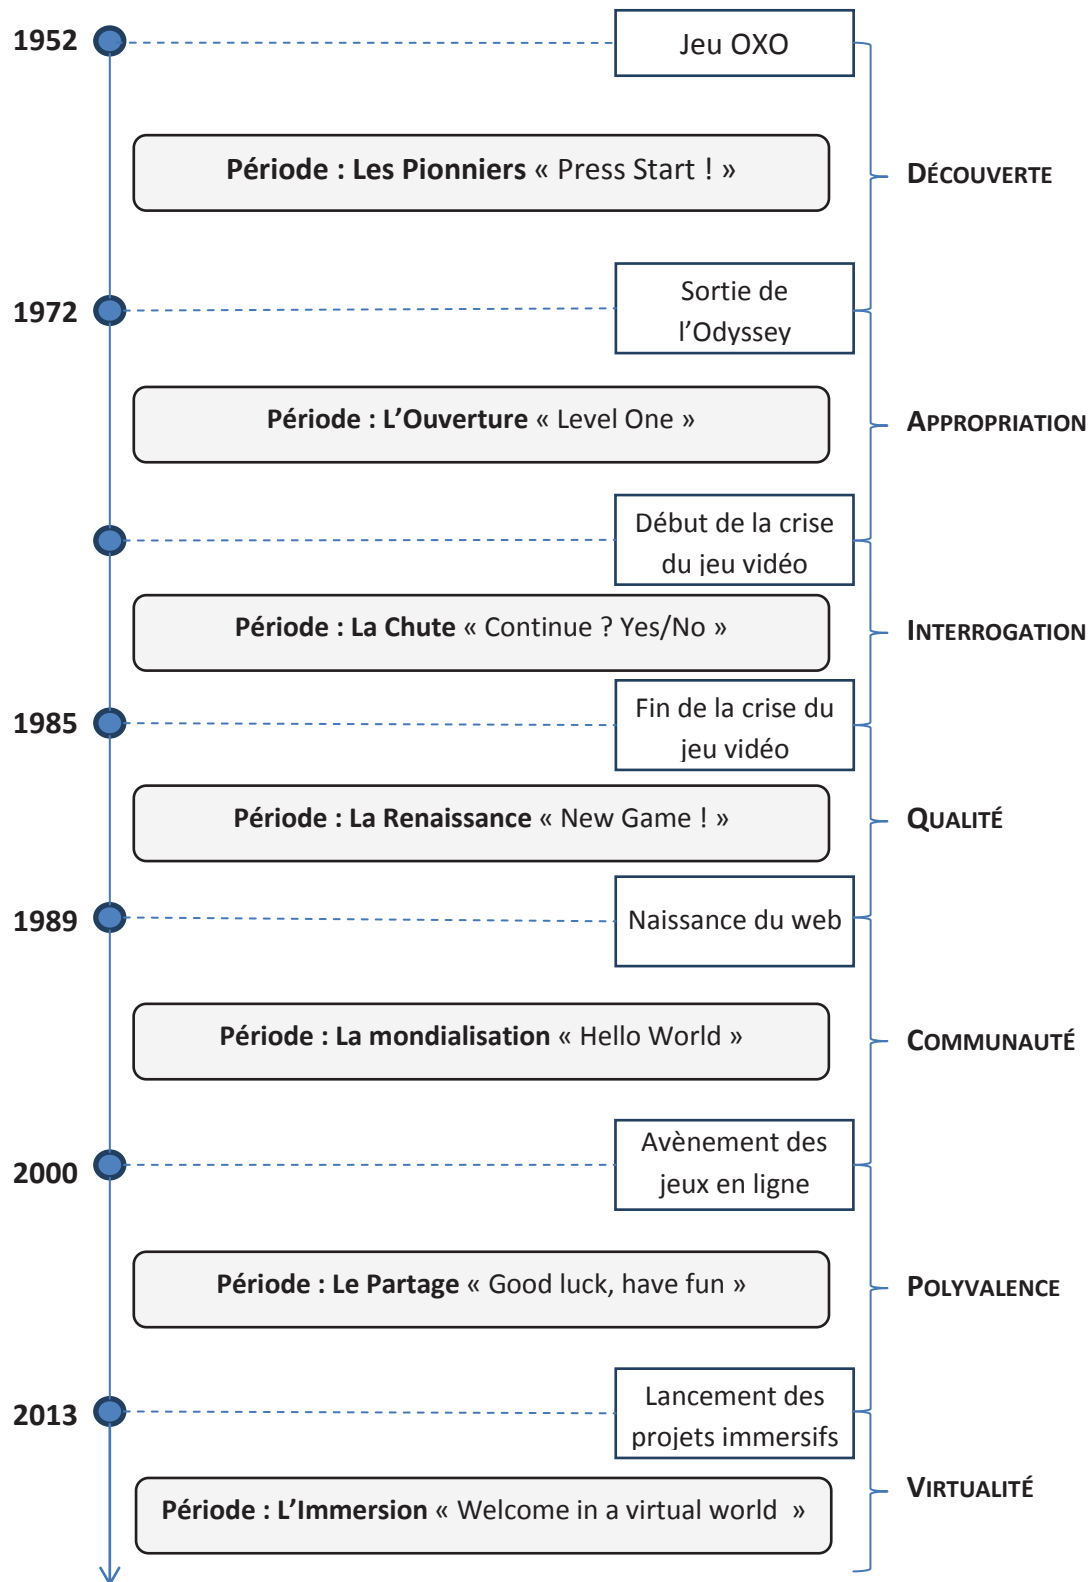 1952
Jeu OXO
Période : Les Pionniers « Press Start ! »
DÉCOUVERTE
1972
Sortie de
l’Odyssey
Période : L’Ouverture « Level One »
APPROPRIATION
Début de la crise
du jeu vidéo
Période : La Chute « Continue ? Yes/No »
INTERROGATION
1985
Fin de la crise du
jeu vidéo
Période : La Renaissance « New Game ! »
QUALITÉ
1989
Naissance du web
Période : La mondialisation « Hello World »
COMMUNAUTÉ
2000
Avènement des
jeux en ligne
Période : Le Partage « Good luck, have fun »
POLYVALENCE
2013
Lancement des
projets immersifs
Période : L’Immersion « Welcome in a virtual world  »
VIRTUALITÉ